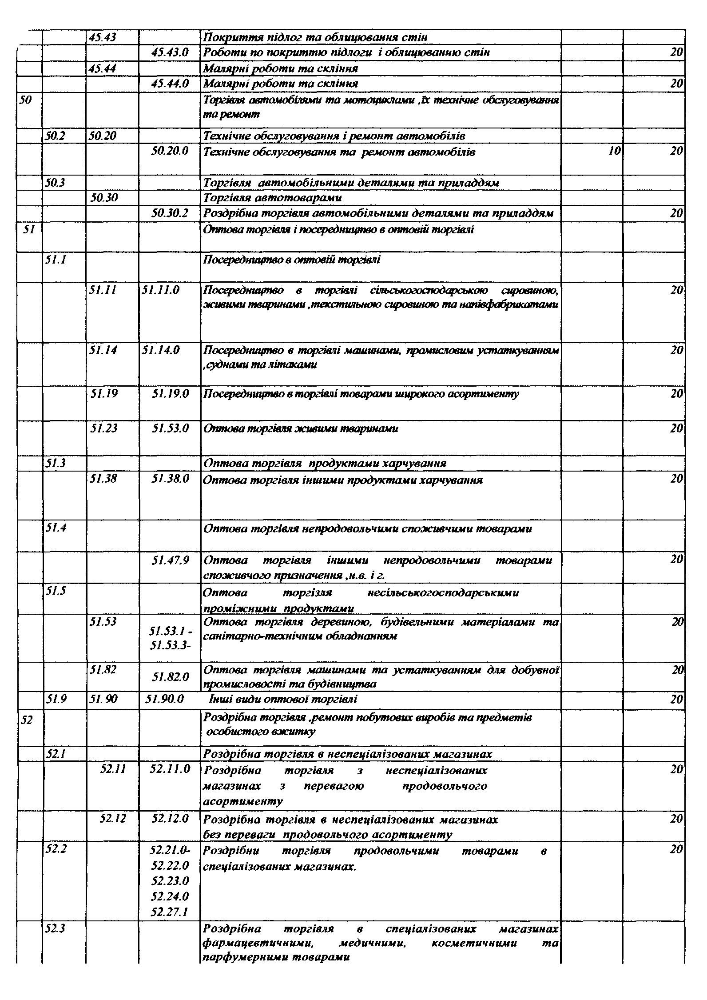 45.43 Покриття підлог та облицювання стін
45.43.0 Роботи по покриттю підлоги і облицюванню стін 20
45.44 Малярні роботи та скління
45.44.0 Малярні роботи та скління 20
50 Торгівля автомобілями та мотоциклами ,їх технічне обслуговування
та ремонт
50.2 50.20 Технічне обслуговування і ремонт автомобілів
50.20.0 Технічне обслуговування та ремонт автомобілів 10 20
50.3 Торгівля автомобільними деталями та приладдям
50.30 Торгівля автотоварами
50.30.2 Роздрібна торгівля автомобільними деталями та приладдям 20
51 Оптова торгівля і посередництво в оптовій торгівлі
51.1 Посередництво в оптовій торгівлі
51.11 51.11.0 Посередництво в торгівлі сільськогосподарською сировиною, 20
живими тваринами ,текстильною сировиною та напівфабрикатами
51.14 51.14.0 Посередництво в торгівлі машинами, промисловим устаткуванням 20
,суднами та літаками
51.19 51.19.0 Посередництво в торгівлі товарами широкого асортименту 20
51.23 51.53.0 Оптова торгівля живими тваринами 20
51.3 Оптова торгівля продуктами харчування
51.38 51.38.0 Оптова торгівля іншими продуктами харчування 20
51.4 Оптова торгівля непродовольчими споживчими товарами
51.47.9 Оптова торгівля іншими непродовольчими товарами 20
споживчого призначення ,н.в. і г.
51.5 Оптова торгізля несільськогосподарськими
проміжними продуктами
51.53 Оптова торгівля деревиною, будівельними матеріалами та 20
51.53.1 - санітарно-технічним обладнанням
51.53.3-
51.82 Оптова торгівля машинами та устаткуванням для добувної 20
51.82.0 промисловості та будівництва
51.9 51. 90 51.90.0 Інші види оптової торгівлі 20
52 Роздрібна торгівля ,ремонт побутових виробів та предметів
особистого вжитку
52.1 Роздрібна торгівля в неспеціалізованих магазинах
52.11 52.11.0 Роздрібна торгівля з неспеціалізованих 20
магазинах з перевагою продовольчого
асортименту
52.12 52.12.0 Роздрібна торгівля в неспеціалізованих магазинах 20
без переваги продовольчого асортименту
52.2 52.21.0- Роздрібни торгівля продовольчими товарами в 20
52.22.0 спеціалізованих магазинах.
52.23.0
52.24.0
52.27.1
52.3 Роздрібна торгівля в спеціалізованих магазинах
фармацевтичними, медичними, косметичними та
парфумерними товарами